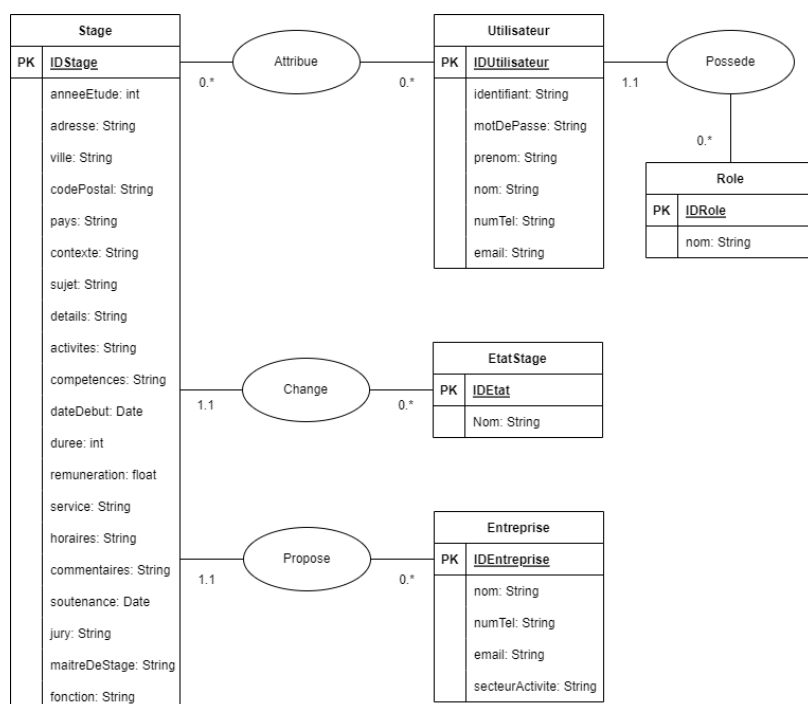 Stage
PK IDStage
anneeEtude: int
adresse: String
ville: String
codePostal: String
pays: String
contexte: String
sujet: String
details: String
activites: String
competences: String
dateDebut: Date
duree: int
remuneration: float
service: String
horaires: String
commentaires: String
soutenance: Date
jury: String
maitreDeStage: String
fonction: String
0.*
Attribue
0.*
Utilisateur
PK IDUtilisateur
identifiant: String
motDePasse: String
prenom: String
nom: String
numTel: String
email: String
1.1
Possede
0.*
Role
PK IDRole
nom: String
1.1
Change
0.*
EtatStage
PK IDEtat
Nom: String
1.1
Propose
0.*
Entreprise
PK IDEntreprise
nom: String
numTel: String
email: String
secteurActivite: String